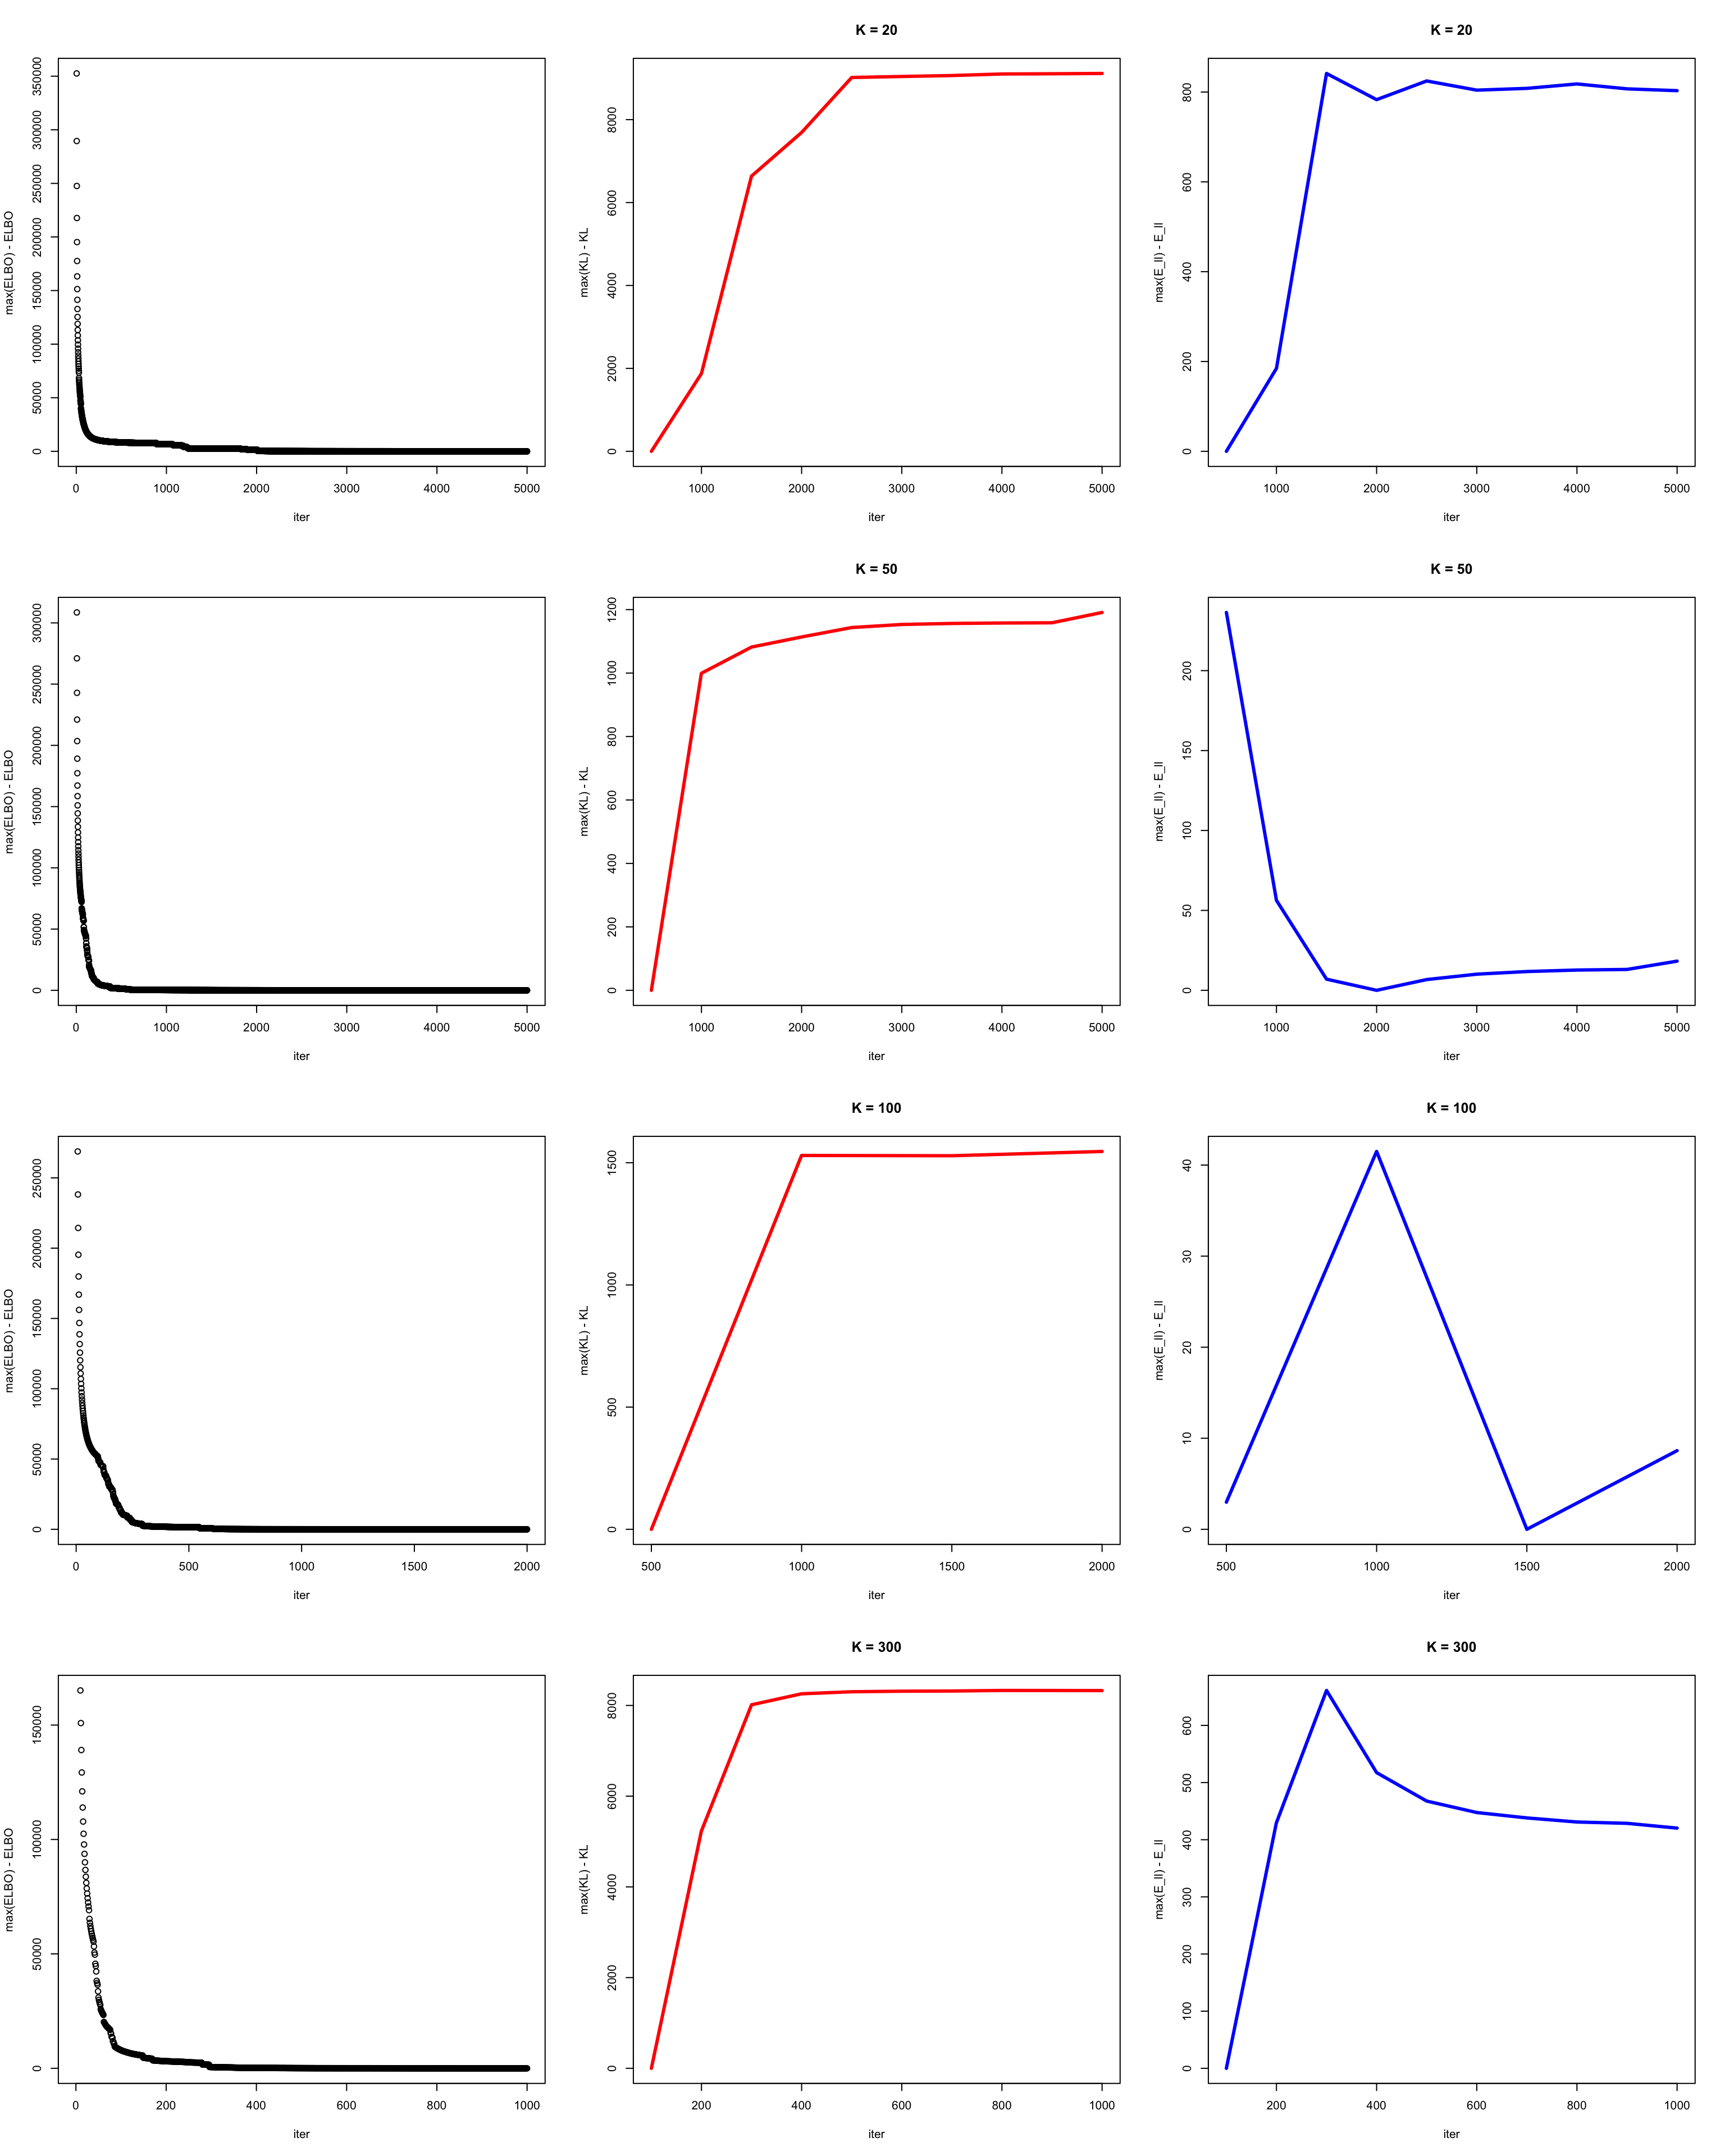 K = 20
K = 20
max(ELBO) - ELBO
0 50000 100000 150000 200000 250000 300000 350000
0 1000 2000 3000 4000 5000
iter
max(KL) - KL
0 2000 4000 6000 8000
1000 2000 3000 4000 5000
iter
max(E_ll) - E_ll
0 200 400 600 800
1000 2000 3000 4000 5000
iter
K = 50
K = 50
max(ELBO) - ELBO
0 50000 100000 150000 200000 250000 300000
0 1000 2000 3000 4000 5000
iter
max(KL) - KL
0 200 400 600 800 1000 1200
1000 2000 3000 4000 5000
iter
max(E_ll) - E_ll
0 50 100 150 200
1000 2000 3000 4000 5000
iter
K = 100
K = 100
max(ELBO) - ELBO
0 50000 100000 150000 200000 250000
0 500 1000 1500 2000
iter
max(KL) - KL
0 500 1000 1500
500 1000 1500 2000
iter
max(E_ll) - E_ll
0 10 20 30 40
500 1000 1500 2000
iter
K = 300
K = 300
max(ELBO) - ELBO
0 50000 100000 150000
0 200 400 600 800 1000
iter
max(KL) - KL
0 2000 4000 6000 8000
200 400 600 800 1000
iter
max(E_ll) - E_ll
0 100 200 300 400 500 600
200 400 600 800 1000
iter